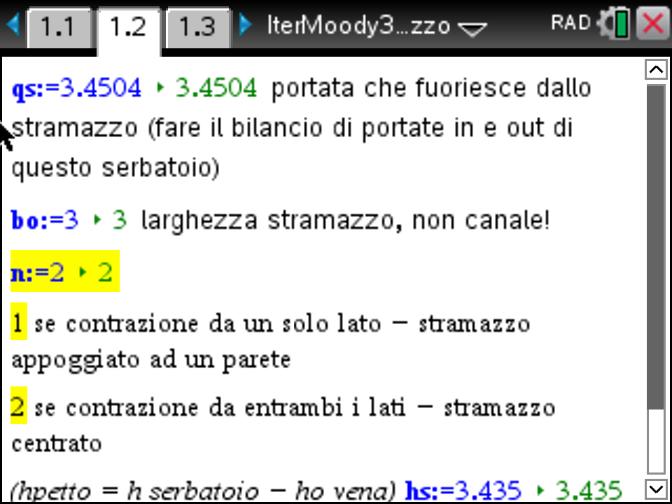 1.1 1.2 1.3 IterMoody3...zzo RAD
qs:=3.4504 ▸ 3.4504 portata che fuoriesce dallo
stramazzo (fare il bilancio di portate in e out di
questo serbatoio)
bo:=3 ▸ 3 larghezza stramazzo, non canale!
n:=2 ▸ 2
1 se contrazione da un solo lato − stramazzo
appoggiato ad un parete
2 se contrazione da entrambi i lati − stramazzo
centrato
(hpetto = h serbatoio − ho vena) hs:=3.435 ▸ 3.435